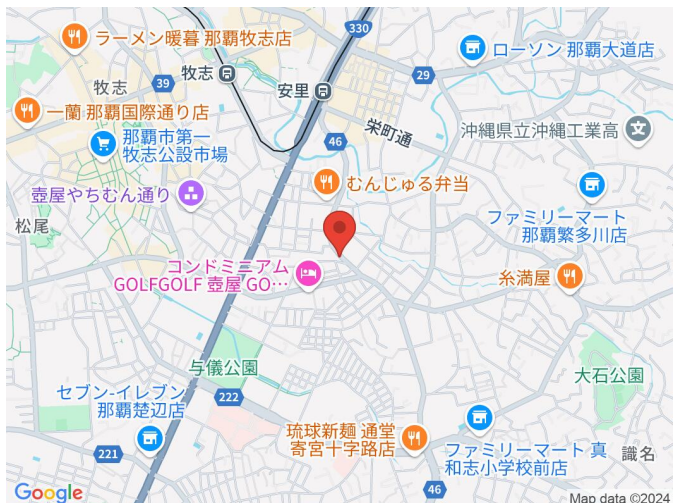 330
ラーメン暖暮 那覇牧志店
牧志
ローソン 那覇大道店
牧志
39
安里
29
一蘭 那覇国際通り店
栄町通
那覇市第一
牧志公設市場
46
沖縄県立沖縄工業高
むんじゅる弁当
壺屋やちむん通り
松尾
ファミリーマート
那覇繁多川店
コンドミニアム
GOLFGOLF 壺屋 GO…
糸満屋
与儀公園
大石公園
セブン-イレブン
那覇楚辺店
222
琉球新麺 通堂
寄宮十字路店
ファミリーマート 真
和志小学校前店
識名
221
46
Google
Map data ©2024